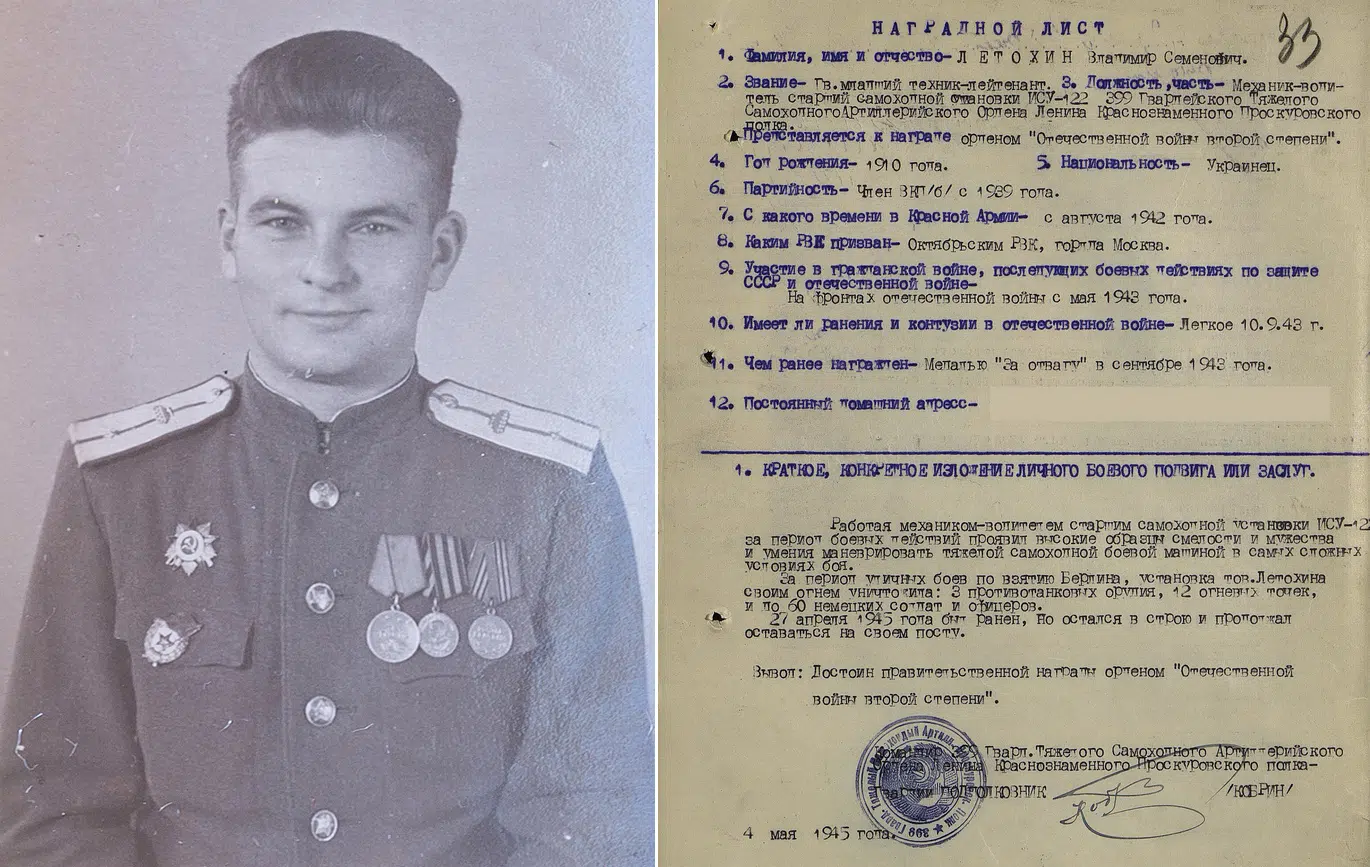 НАГРАДНОЙ ЛИСТ
33
1. Фамилия, имя и отчество- ЛЕТОХИН Владимир Семенович.
2. Звание- Гв.младший техник-лейтенант. 3. Должность,часть- Механик-води-
тель старший самоходной установки ИСУ-122 399 Гвардейского Тяжелого
Самоходного Артиллерийского Ордена Ленина Краснознаменного Проскуровского
полка.
Представляется к награде орденом "Отечественной войны второй степени".
4. Год рождения- 1910 года. 5. Национальность- Украинец.
6. Партийность- Член ВКП/б/ с 1939 года.
7. С какого времени в Красной Армии- с августа 1942 года.
8. Каким РВК призван- Октябрьским РВК, города Москва.
9. Участие в гражданской войне, последующих боевых действиях по защите
СССР и отечественной войне-
На фронтах отечественной войны с мая 1943 года.
10. Имеет ли ранения и контузии в отечественной войне- Легкое 10.9.43 г.
11. Чем ранее награжден- Медалью "За отвагу" в сентябре 1943 года.
12. Постоянный домашний адресс-
1. КРАТКОЕ, КОНКРЕТНОЕ ИЗЛОЖЕНИЕ ЛИЧНОГО БОЕВОГО ПОДВИГА ИЛИ ЗАСЛУГ.
Работая механиком-водителем старшим самоходной установки ИСУ-122
за период боевых действий проявил высокие образцы смелости и мужества
и умения маневрировать тяжелой самоходной боевой машиной в самых сложных
условиях боя.
За период уличных боев по взятию Берлина, установка тов.Летохина
своим огнем уничтожила: 3 противотанковых орудия, 12 огневых точек,
и до 60 немецких солдат и офицеров.
27 апреля 1945 года был ранен, но остался в строю и продолжал
оставаться на своем посту.
Вывод: Достоин правительственной награды орденом "Отечественной
войны второй степени".
Командир 399 Гвард.Тяжелого Самоходного Артиллерийского
Ордена Ленина Краснознаменного Проскуровского полка-
Гвардии ПОДПОЛКОВНИК /КОБРИН/
4 мая 1945 года.